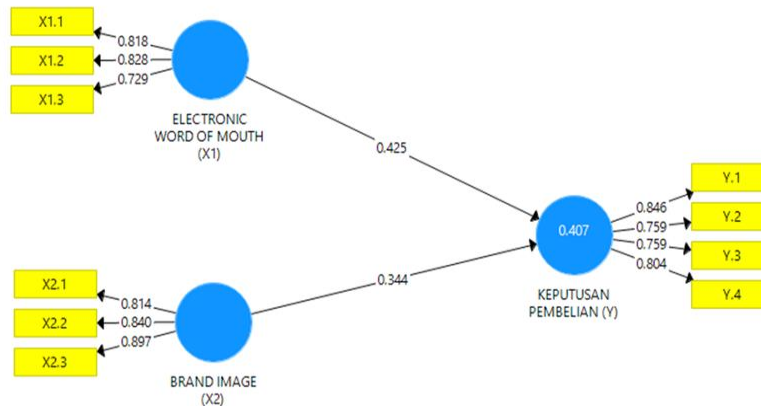 X1.1
X1.2
X1.3
0.818
0.828
0.729
ELECTRONIC
WORD OF MOUTH
(X1)
0.425
X2.1
X2.2
X2.3
0.814
0.840
0.897
BRAND IMAGE
(X2)
0.344
0.407
KEPUTUSAN
PEMBELIAN (Y)
0.846
0.759
0.759
0.804
Y.1
Y.2
Y.3
Y.4